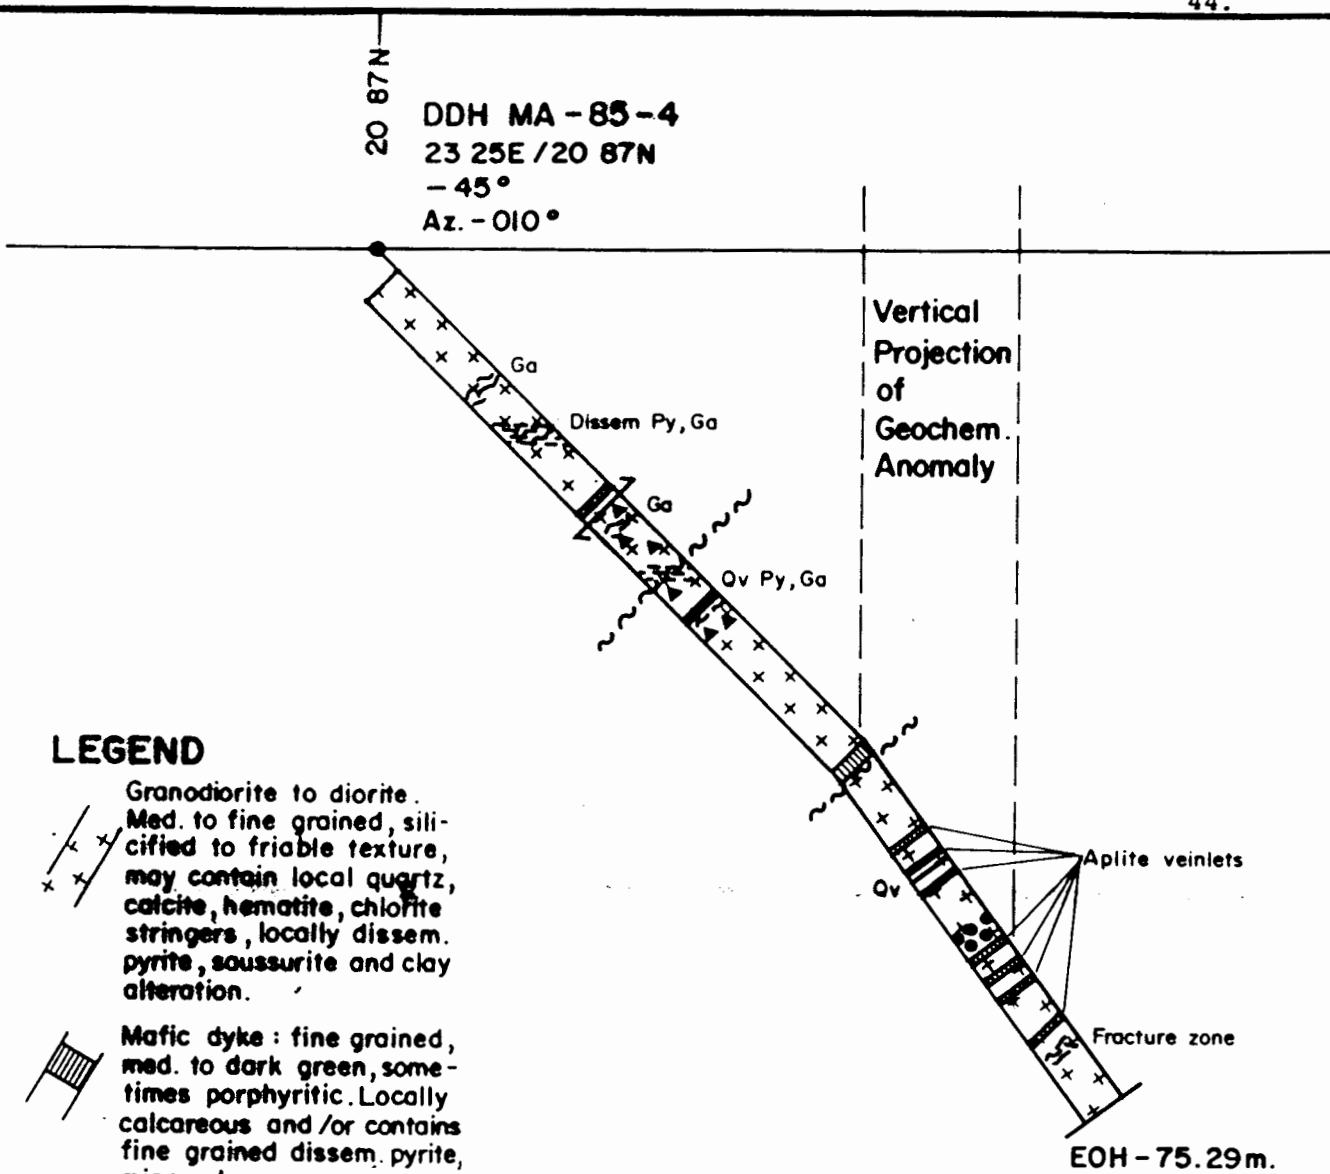 44.
20 87N
DDH MA-85-4
23 25E / 20 87N
-45°
Az. - 010°
Vertical
Projection
of
Geochem.
Anomaly
Ga
Dissem Py, Ga
Ga
Qv Py, Ga
Aplite veinlets
Qv
Fracture zone
EOH - 75.29m.
LEGEND
Granodiorite to diorite.
Med. to fine grained, sili-
cified to friable texture,
may contain local quartz,
calcite, hematite, chlorite
stringers, locally dissem.
pyrite, saussurite and clay
alteration.
Mafic dyke: fine grained,
med. to dark green, some-
times porphyritic. Locally
calcareous and/or contains
fine grained dissem. pyrite,